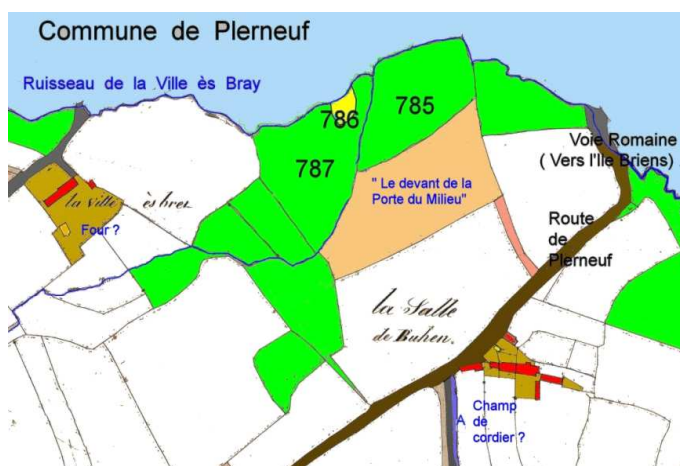 Commune de Plerneuf
Ruisseau de la Ville ès Bray
786
785
787
Voie Romaine
( Vers l'Ile Briens)
" Le devant de la
Porte du Milieu"
la ville ès brez
Four ?
Route
de
Plerneuf
la Salle
de Buhen.
A
Champ
de
cordier ?